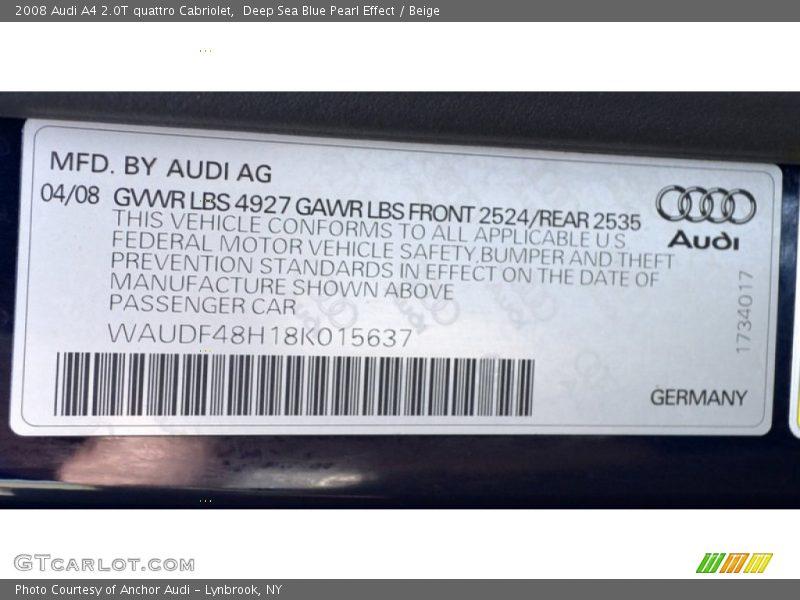 2008 Audi A4 2.0T quattro Cabriolet,  Deep Sea Blue Pearl Effect / Beige
MFD. BY AUDI AG
04/08 GVWR LBS 4927 GAWR LBS FRONT 2524/REAR 2535
THIS VEHICLE CONFORMS TO ALL APPLICABLE U S
FEDERAL MOTOR VEHICLE SAFETY,BUMPER AND THEFT
PREVENTION STANDARDS IN EFFECT ON THE DATE OF
MANUFACTURE SHOWN ABOVE
PASSENGER CAR
WAUDF48H18K015637
Audi
1734017
GERMANY
GTCARLOT.COM
Photo Courtesy of Anchor Audi - Lynbrook, NY